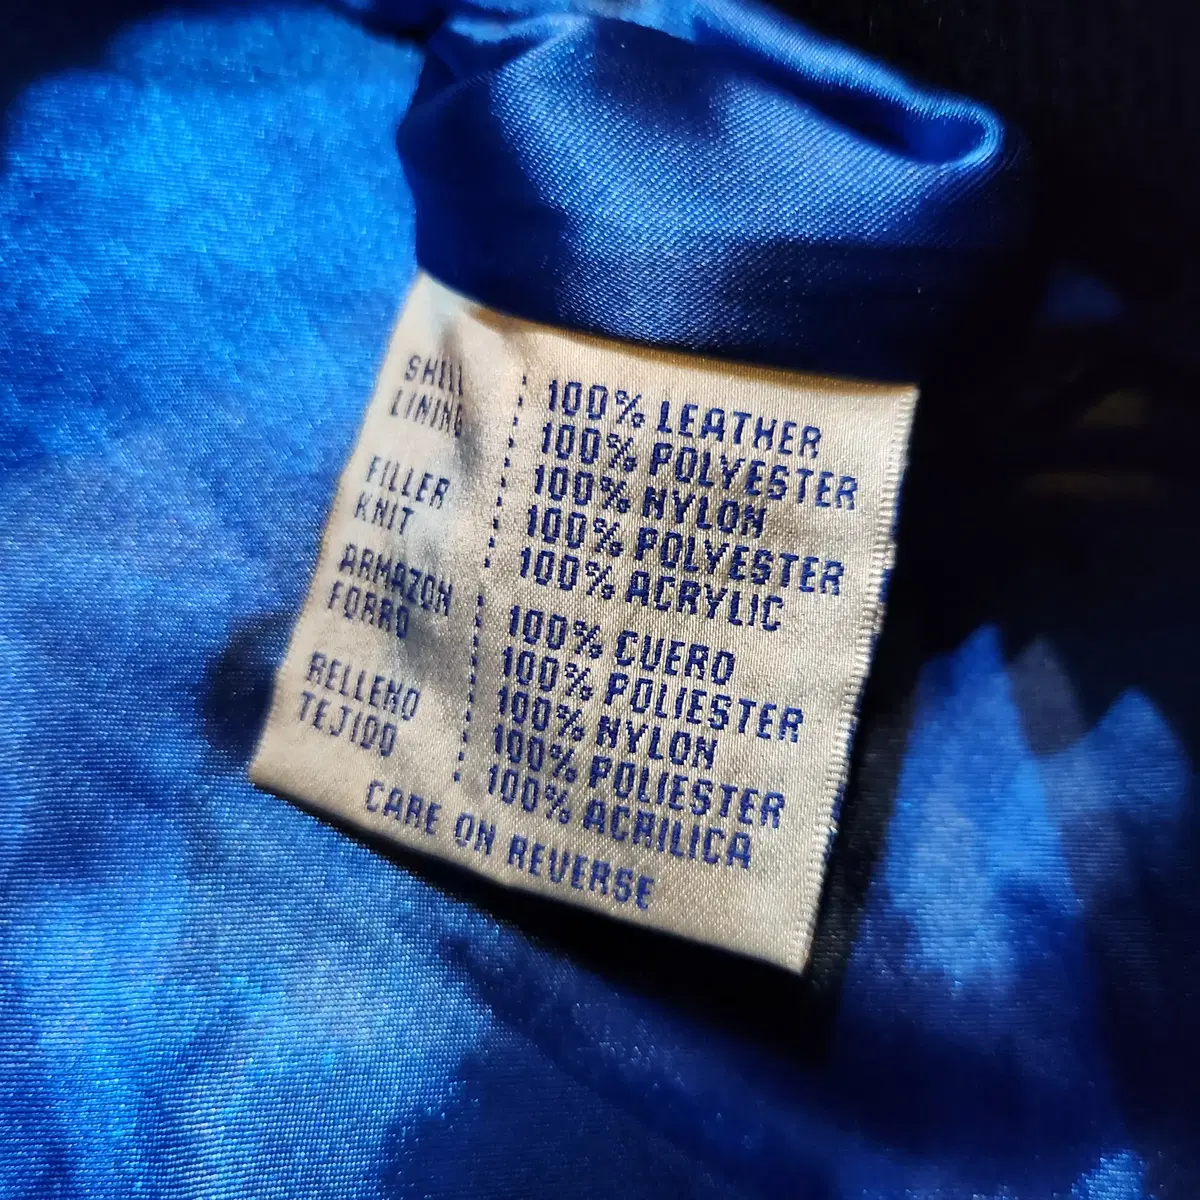 SHELL : 100% LEATHER
LINING : 100% POLYESTER
: 100% NYLON
FILLER : 100% POLYESTER
KNIT : 100% ACRYLIC
ARMAZON : 100% CUERO
FORRO : 100% POLIESTER
: 100% NYLON
RELLENO : 100% POLIESTER
TEJIDO : 100% ACRILICA
CARE ON REVERSE